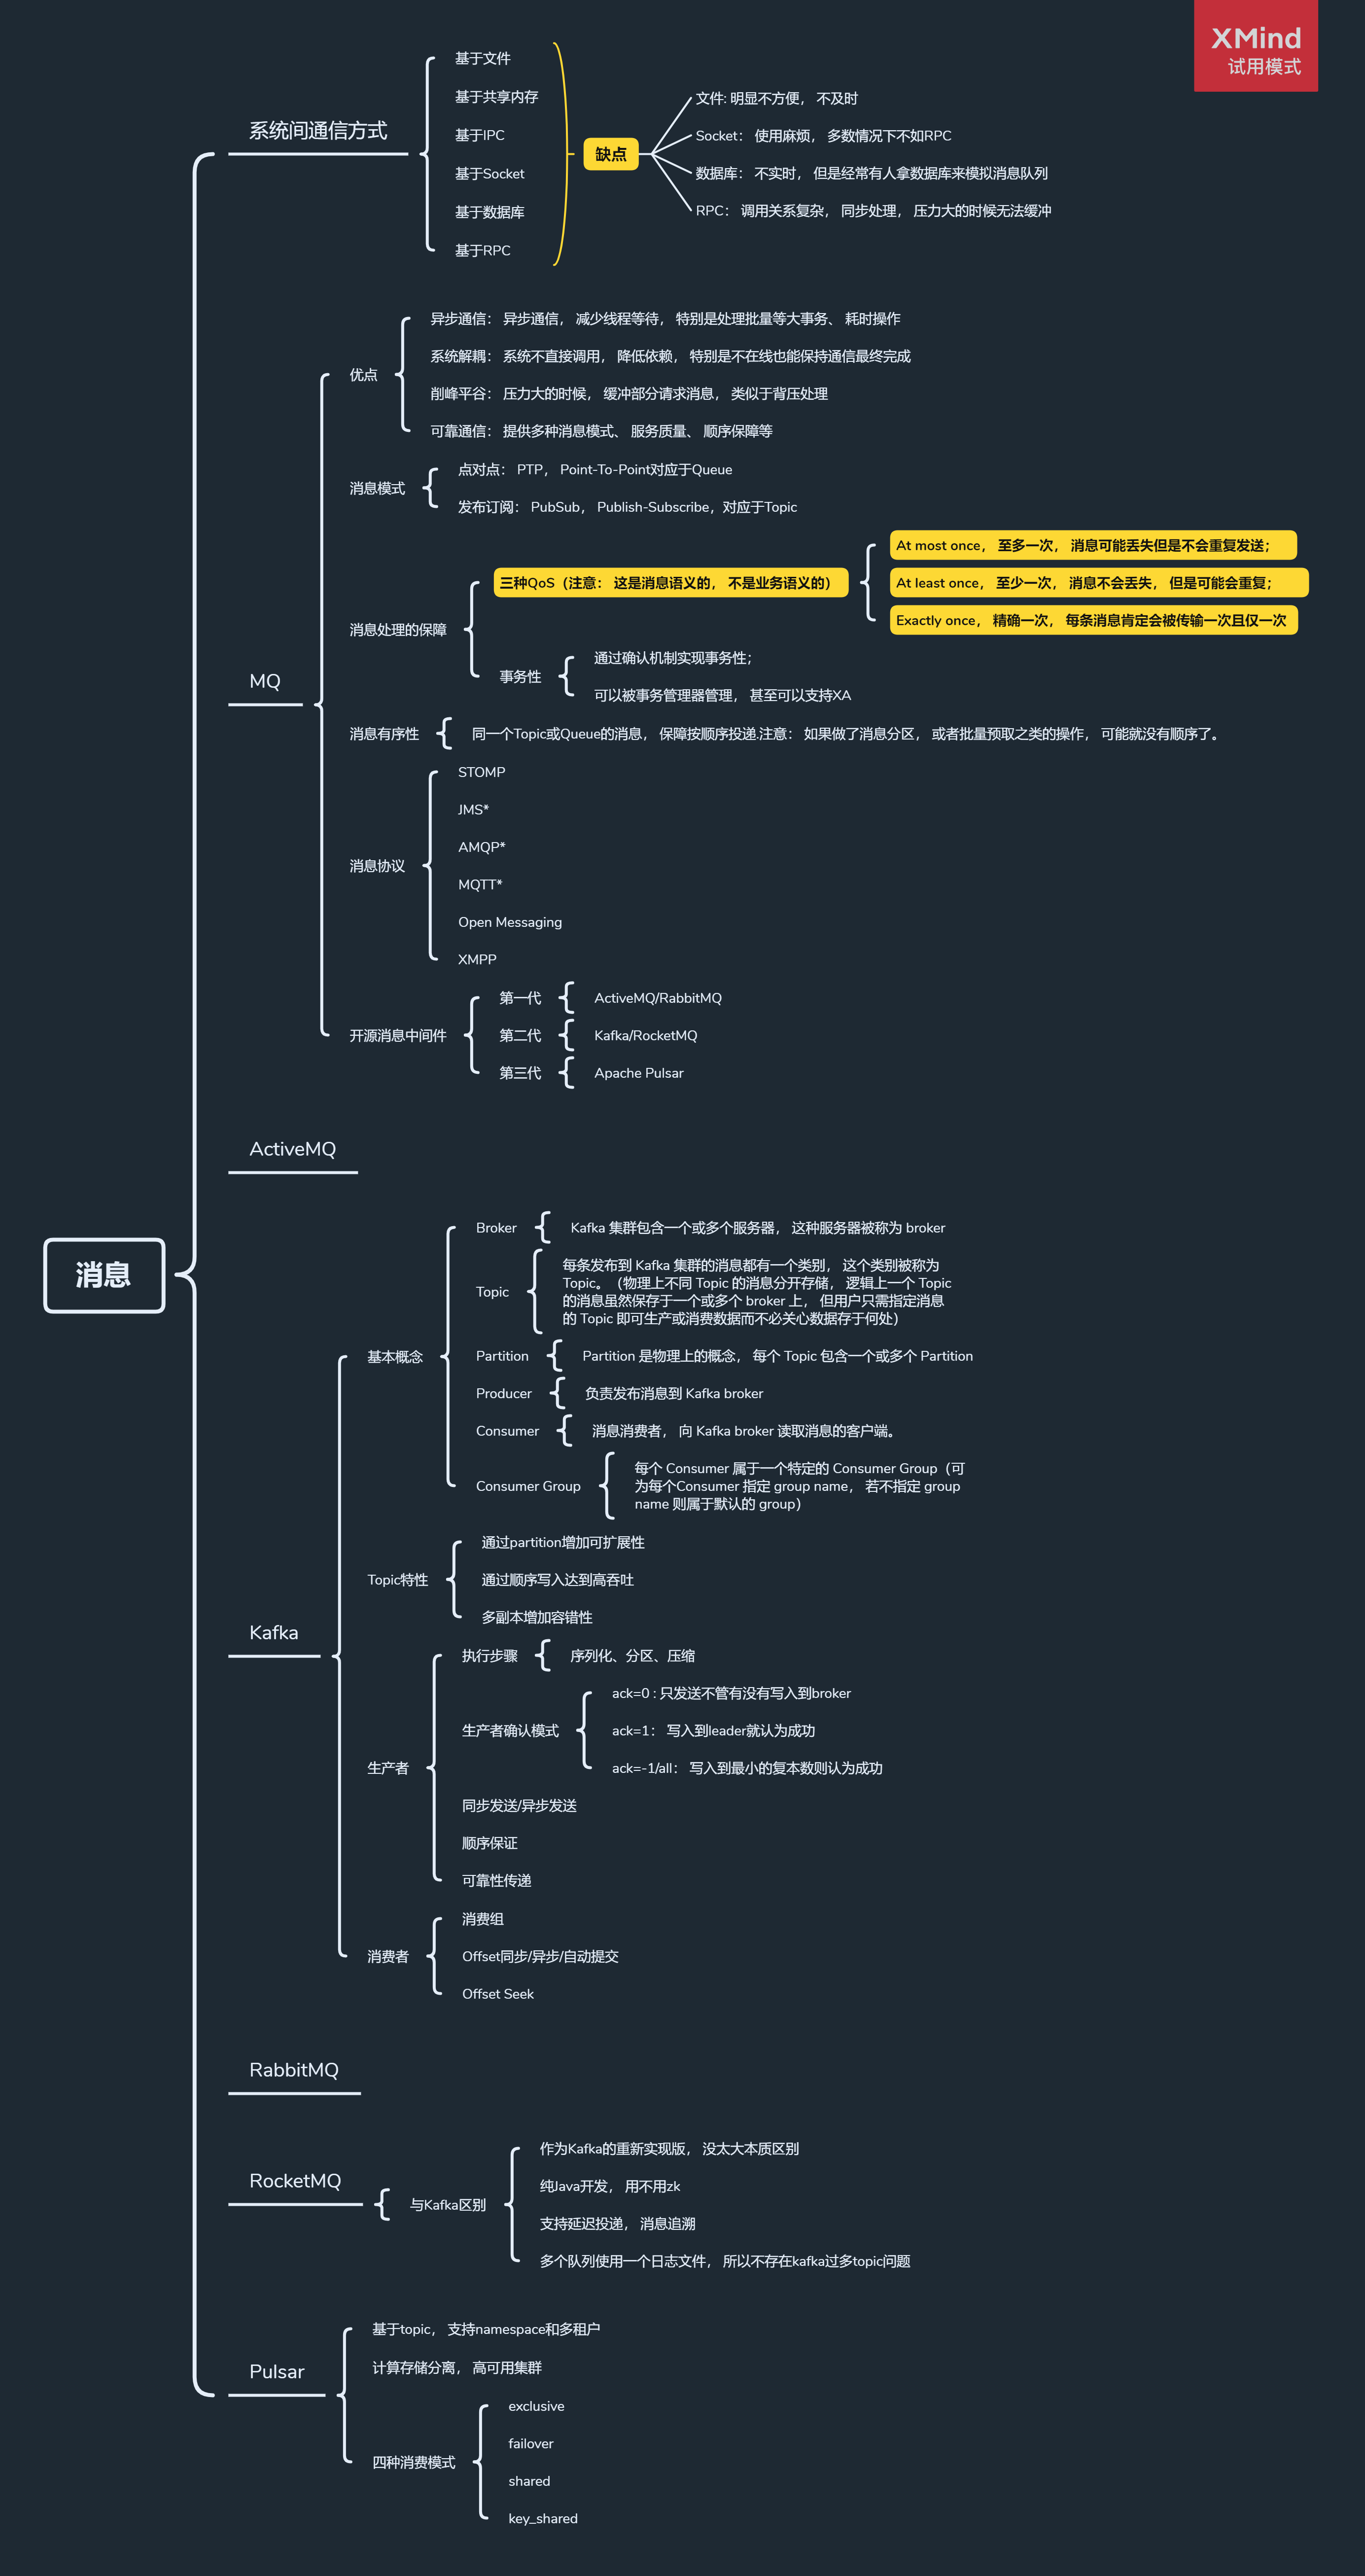 XMind
试用模式
消息
系统间通信方式
基于文件
基于共享内存
基于IPC
基于Socket
基于数据库
基于RPC
缺点
文件: 明显不方便， 不及时
Socket： 使用麻烦， 多数情况下不如RPC
数据库： 不实时， 但是经常有人拿数据库来模拟消息队列
RPC： 调用关系复杂， 同步处理， 压力大的时候无法缓冲
MQ
优点
异步通信： 异步通信， 减少线程等待， 特别是处理批量等大事务、 耗时操作
系统解耦： 系统不直接调用， 降低依赖， 特别是不在线也能保持通信最终完成
削峰平谷： 压力大的时候， 缓冲部分请求消息， 类似于背压处理
可靠通信： 提供多种消息模式、 服务质量、 顺序保障等
消息模式
点对点： PTP， Point-To-Point对应于Queue
发布订阅： PubSub， Publish-Subscribe，对应于Topic
消息处理的保障
三种QoS（注意： 这是消息语义的， 不是业务语义的）
At most once， 至多一次， 消息可能丢失但是不会重复发送；
At least once， 至少一次， 消息不会丢失， 但是可能会重复；
Exactly once， 精确一次， 每条消息肯定会被传输一次且仅一次
事务性
通过确认机制实现事务性；
可以被事务管理器管理， 甚至可以支持XA
消息有序性
同一个Topic或Queue的消息， 保障按顺序投递.注意： 如果做了消息分区， 或者批量预取之类的操作， 可能就没有顺序了。
消息协议
STOMP
JMS*
AMQP*
MQTT*
Open Messaging
XMPP
开源消息中间件
第一代
ActiveMQ/RabbitMQ
第二代
Kafka/RocketMQ
第三代
Apache Pulsar
ActiveMQ
Kafka
基本概念
Broker
Kafka 集群包含一个或多个服务器， 这种服务器被称为 broker
Topic
每条发布到 Kafka 集群的消息都有一个类别， 这个类别被称为
Topic。（物理上不同 Topic 的消息分开存储， 逻辑上一个 Topic
的消息虽然保存于一个或多个 broker 上， 但用户只需指定消息
的 Topic 即可生产或消费数据而不必关心数据存于何处）
Partition
Partition 是物理上的概念， 每个 Topic 包含一个或多个 Partition
Producer
负责发布消息到 Kafka broker
Consumer
消息消费者， 向 Kafka broker 读取消息的客户端。
Consumer Group
每个 Consumer 属于一个特定的 Consumer Group（可
为每个Consumer 指定 group name， 若不指定 group
name 则属于默认的 group）
Topic特性
通过partition增加可扩展性
通过顺序写入达到高吞吐
多副本增加容错性
生产者
执行步骤
序列化、分区、压缩
生产者确认模式
ack=0 : 只发送不管有没有写入到broker
ack=1： 写入到leader就认为成功
ack=-1/all： 写入到最小的复本数则认为成功
同步发送/异步发送
顺序保证
可靠性传递
消费者
消费组
Offset同步/异步/自动提交
Offset Seek
RabbitMQ
RocketMQ
与Kafka区别
作为Kafka的重新实现版， 没太大本质区别
纯Java开发， 用不用zk
支持延迟投递， 消息追溯
多个队列使用一个日志文件， 所以不存在kafka过多topic问题
Pulsar
基于topic， 支持namespace和多租户
计算存储分离， 高可用集群
四种消费模式
exclusive
failover
shared
key_shared